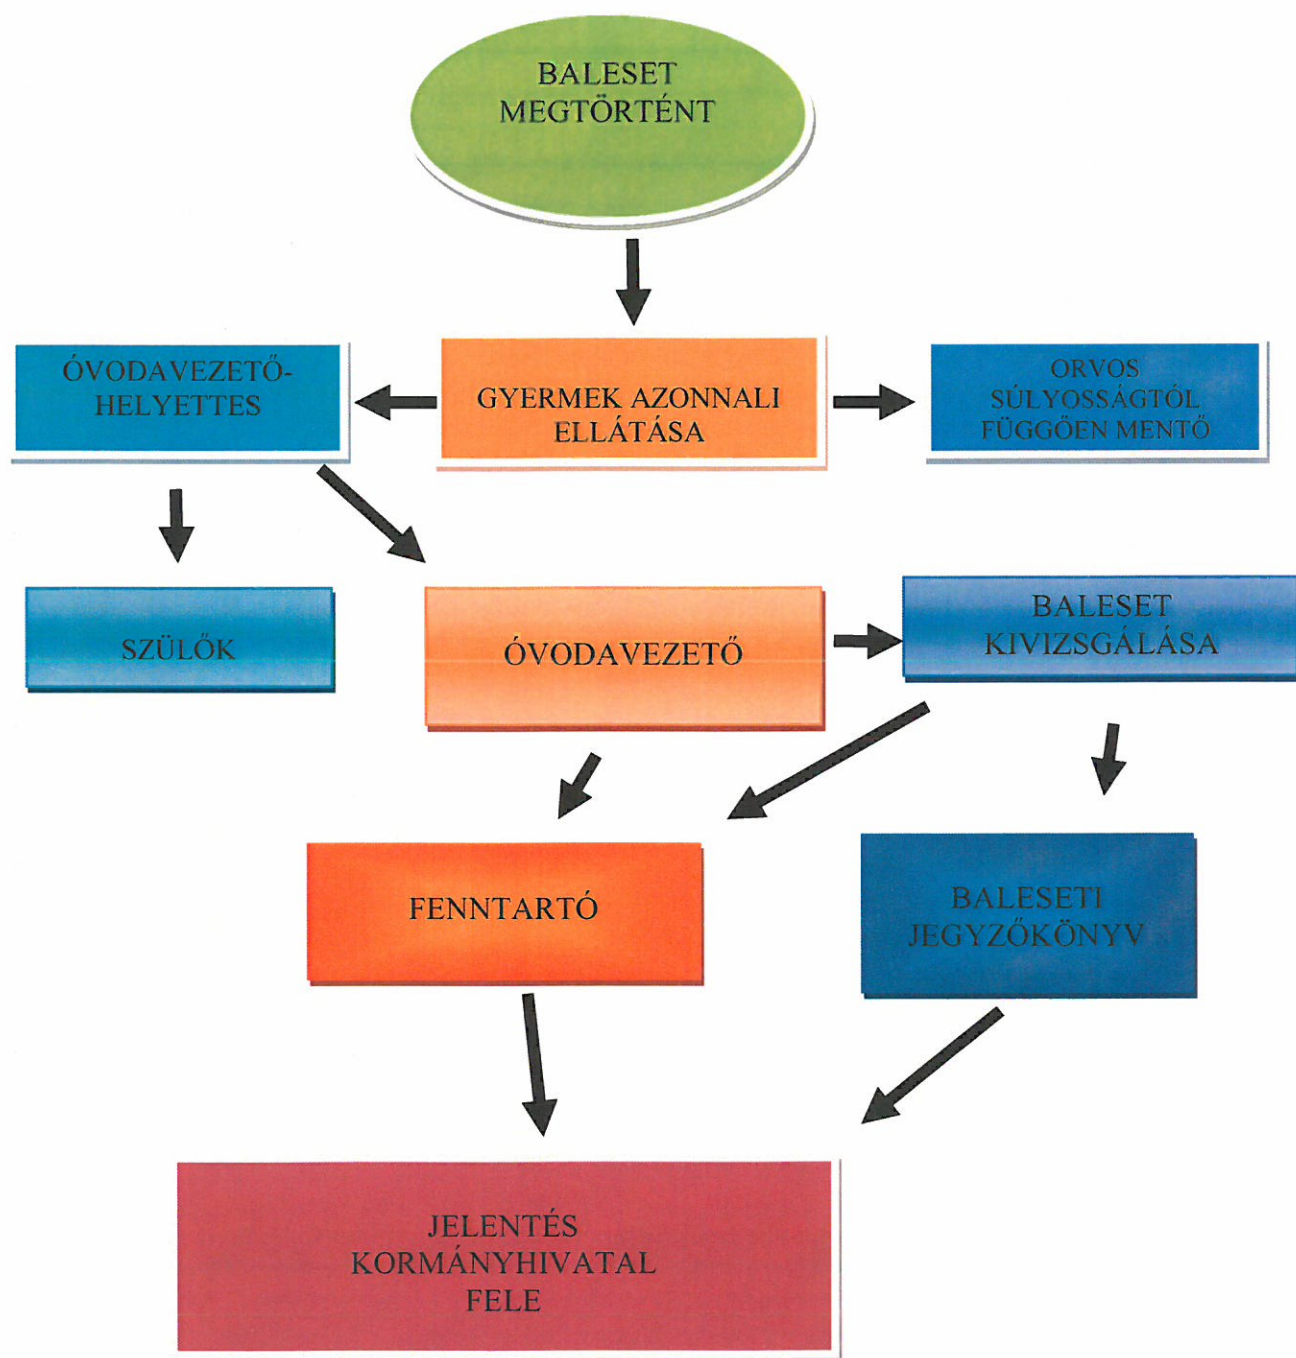 BALESET
MEGTÖRTÉNT
ÓVODAVEZETŐ-
HELYETTES
GYERMEK AZONNALI
ELLÁTÁSA
ORVOS
SÚLYOSSÁGTÓL
FÜGGŐEN MENTŐ
SZÜLŐK
ÓVODAVEZETŐ
BALESET
KIVIZSGÁLÁSA
FENNTARTÓ
BALESETI
JEGYZŐKÖNYV
JELENTÉS
KORMÁNYHIVATAL
FELE